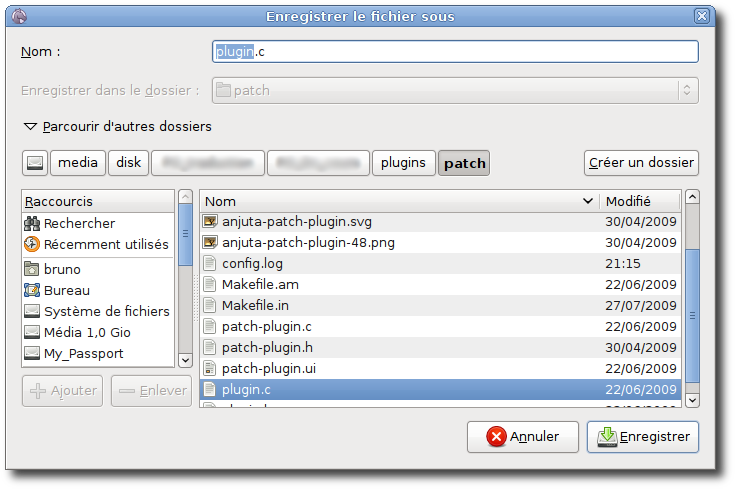 Enregistrer le fichier sous
Nom :
plugin.c
Enregistrer dans le dossier :
patch
Parcourir d'autres dossiers
media
disk
plugins
patch
Créer un dossier
Raccourcis
Rechercher
Récemment utilisés
bruno
Bureau
Système de fichiers
Média 1,0 Gio
My_Passport
Ajouter
Enlever
Nom
Modifié
anjuta-patch-plugin.svg 30/04/2009
anjuta-patch-plugin-48.png 30/04/2009
config.log 21:15
Makefile.am 22/06/2009
Makefile.in 27/07/2009
patch-plugin.c 22/06/2009
patch-plugin.h 30/04/2009
patch-plugin.ui 22/06/2009
plugin.c 22/06/2009
Annuler
Enregistrer